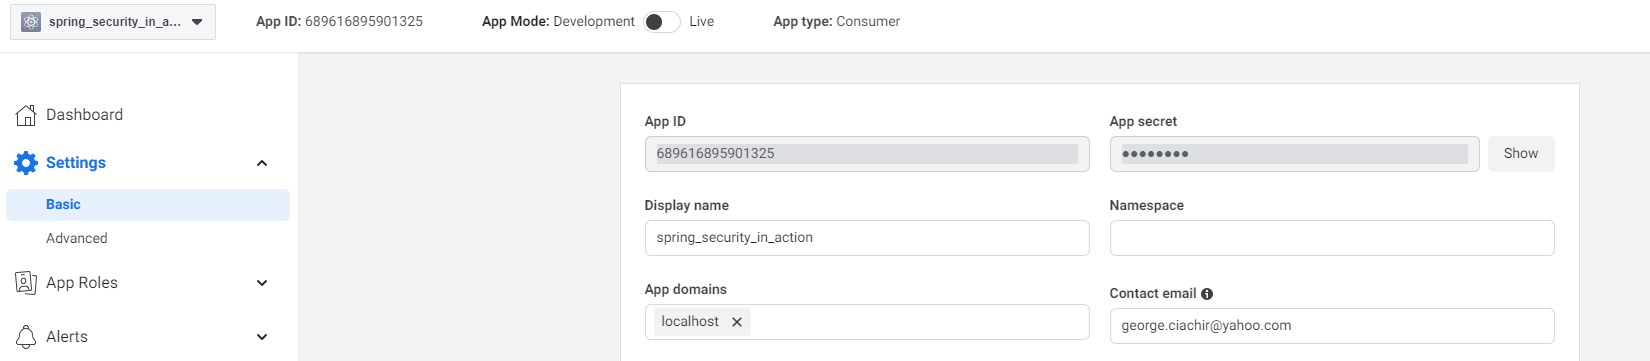 spring_security_in_a... App ID: 689616895901325 App Mode: Development Live App type: Consumer
Dashboard
Settings
Basic
Advanced
App Roles
Alerts
App ID App secret
689616895901325 ●●●●●●●● Show
Display name Namespace
spring_security_in_action
App domains Contact email
localhost george.ciachir@yahoo.com